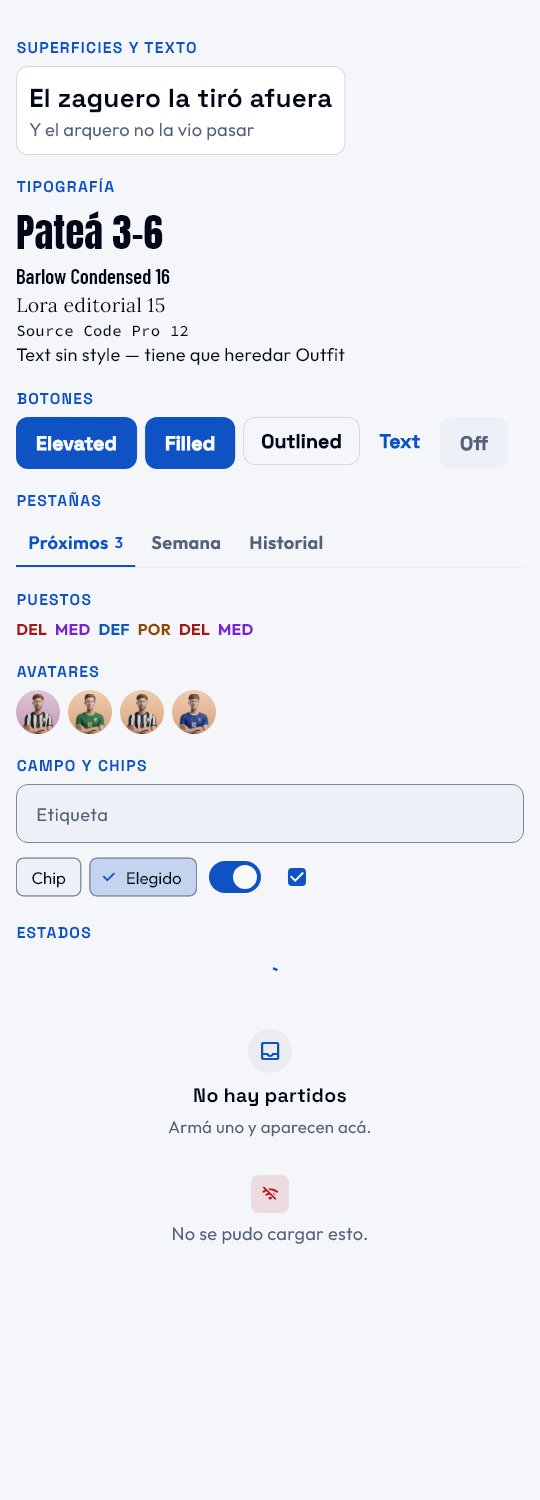 SUPERFICIES Y TEXTO
El zaguero la tiró afuera
Y el arquero no la vio pasar
TIPOGRAFÍA
Pateá 3-6
Barlow Condensed 16
Lora editorial 15
Source Code Pro 12
Text sin style — tiene que heredar Outfit
BOTONES
Elevated Filled Outlined Text Off
PESTAÑAS
Próximos 3 Semana Historial
PUESTOS
DEL MED DEF POR DEL MED
AVATARES
CAMPO Y CHIPS
Etiqueta
Chip Elegido
ESTADOS
No hay partidos
Armá uno y aparecen acá.
No se pudo cargar esto.